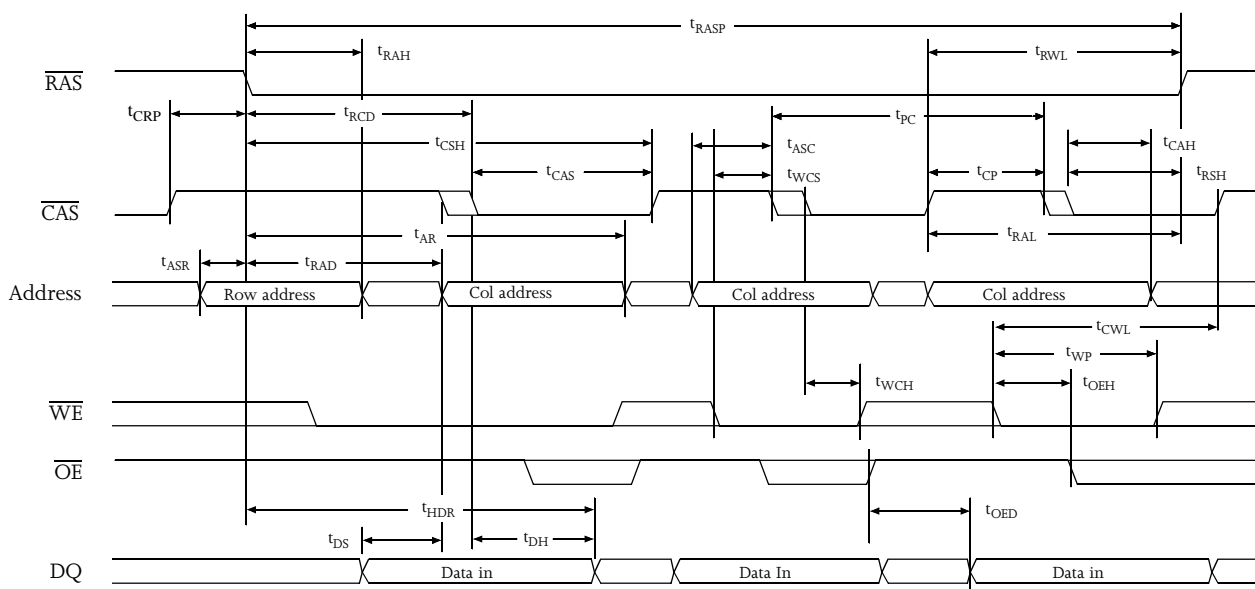 tRASP
tRAH
tRWL
RAS
tCRP
tRCD
tPC
tCSH
tASC
tCAH
tCAS
tWCS
tCP
tRSH
CAS
tAR
tRAL
tASR
tRAD
Address
Row address
Col address
Col address
Col address
tCWL
tWP
tWCH
tOEH
WE
OE
tHDR
tOED
tDS
tDH
DQ
Data in
Data In
Data in